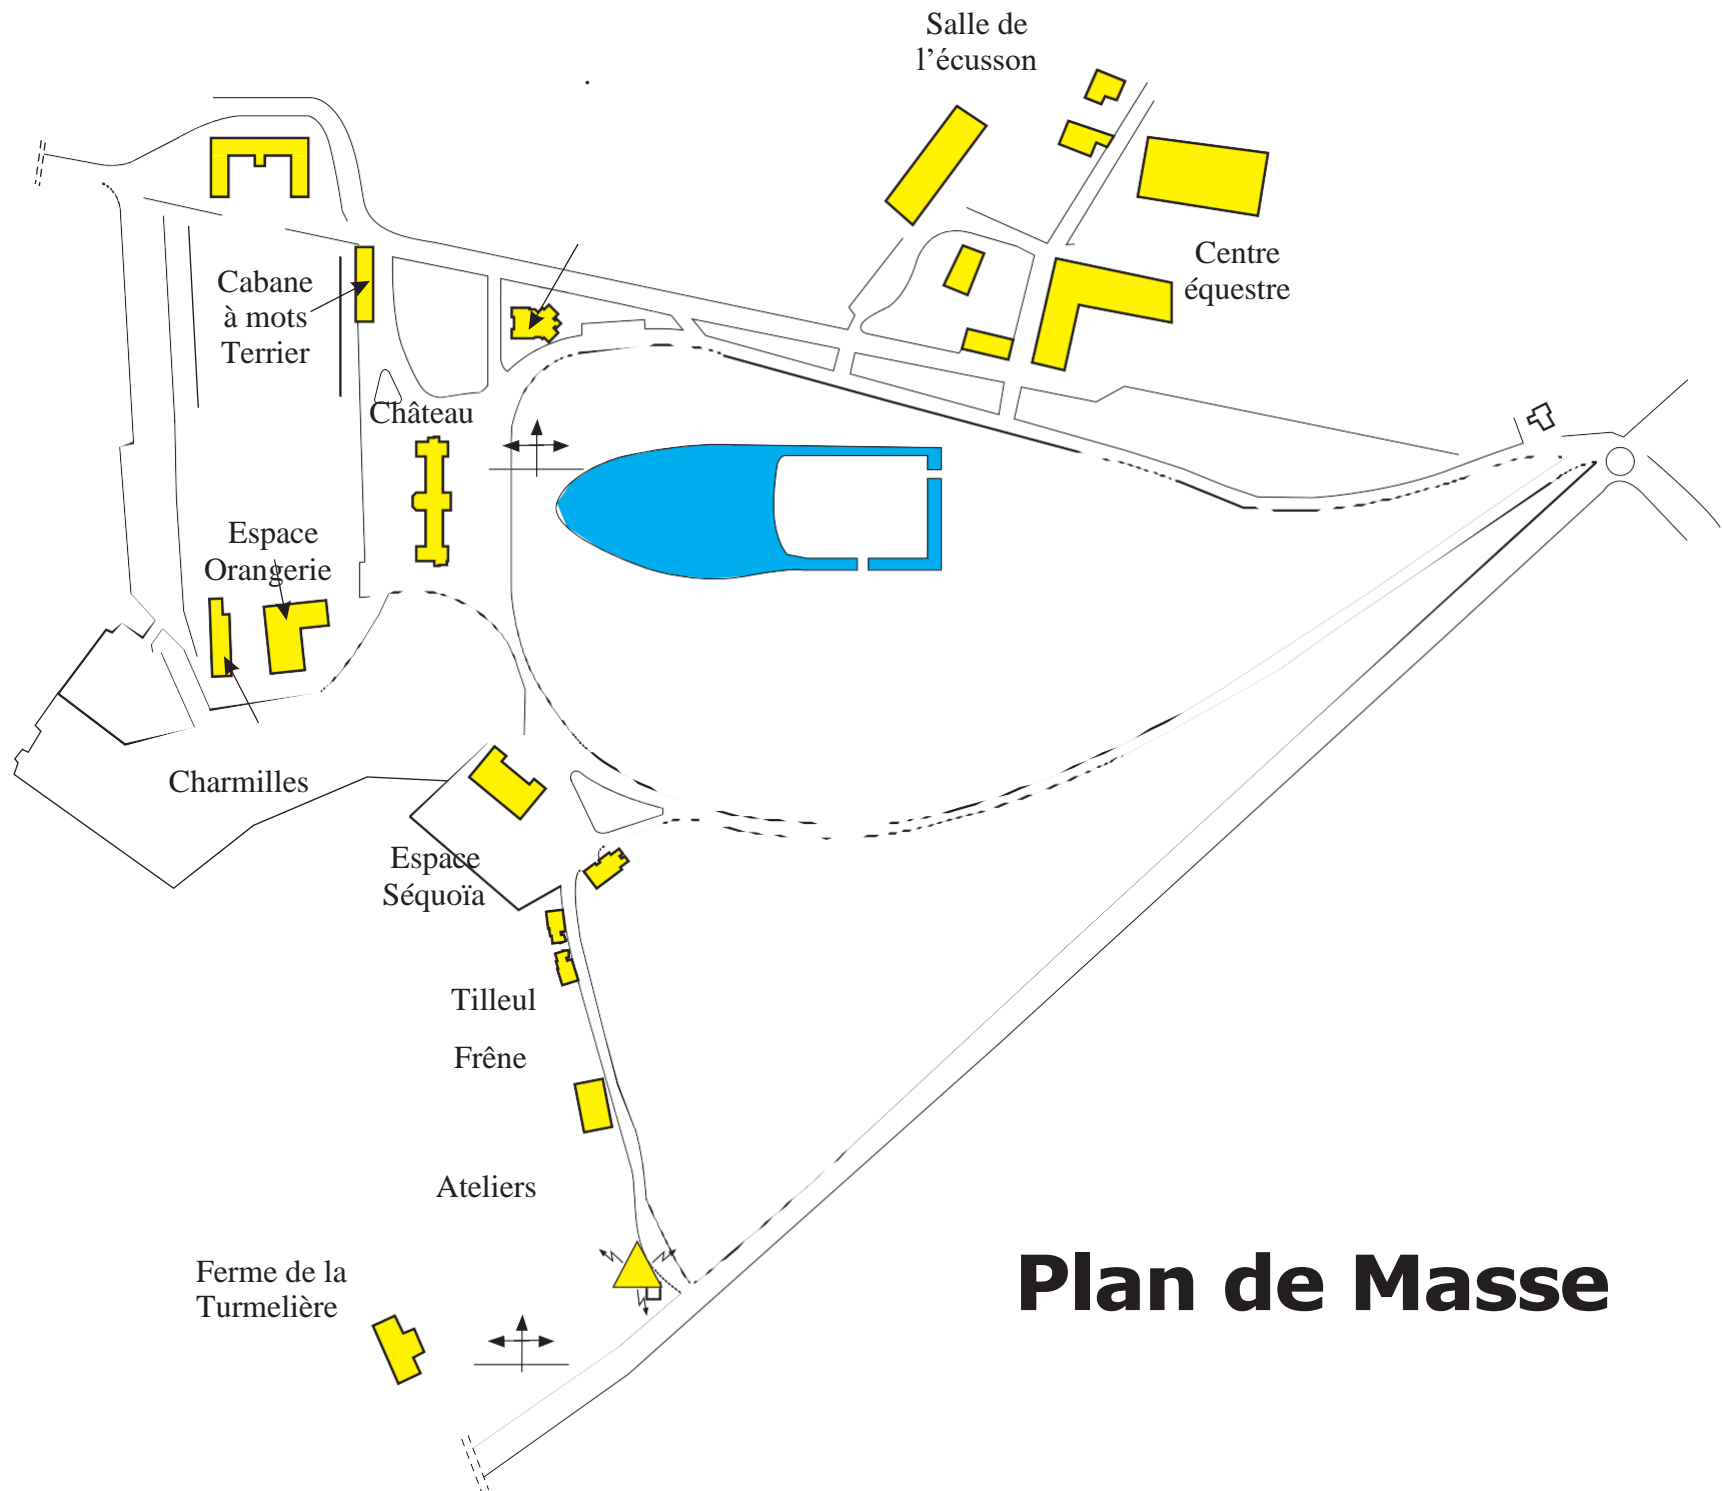 Salle de
l’écusson
Centre
équestre
Cabane
à mots
Terrier
Château
Espace
Orangerie
Charmilles
Espace
Séquoïa
Tilleul
Frêne
Ateliers
Ferme de la
Turmelière
Plan de Masse